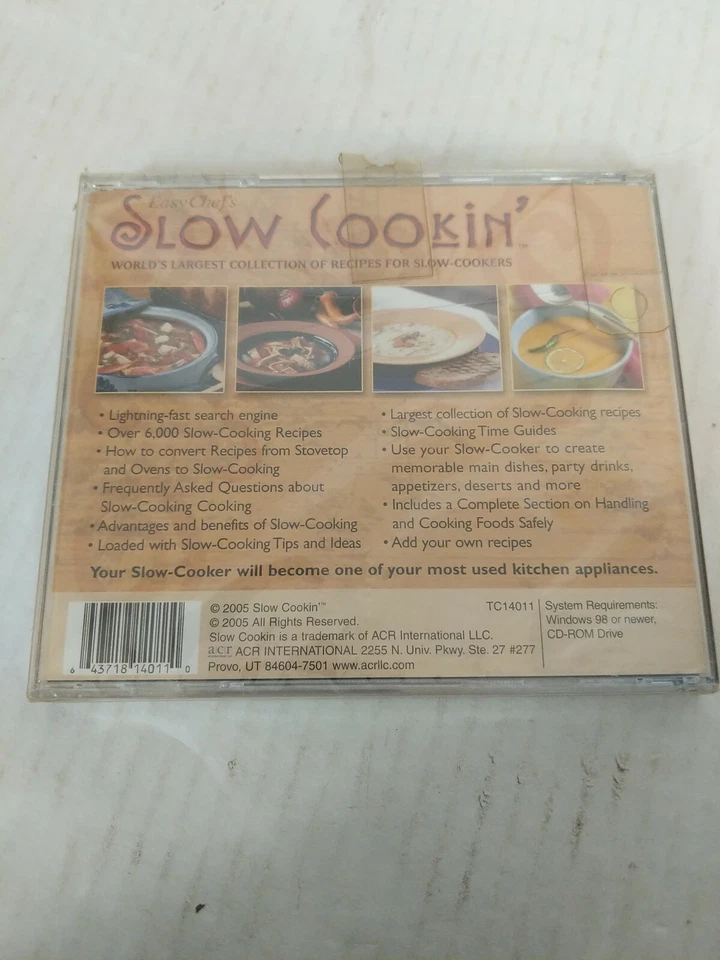 EasyChef's
SLOW COOKIN'™
WORLD'S LARGEST COLLECTION OF RECIPES FOR SLOW-COOKERS
• Lightning-fast search engine
• Over 6,000 Slow-Cooking Recipes
• How to convert Recipes from Stovetop
and Ovens to Slow-Cooking
• Frequently Asked Questions about
Slow-Cooking Cooking
• Advantages and benefits of Slow-Cooking
• Loaded with Slow-Cooking Tips and Ideas
• Largest collection of Slow-Cooking recipes
• Slow-Cooking Time Guides
• Use your Slow-Cooker to create
memorable main dishes, party drinks,
appetizers, deserts and more
• Includes a Complete Section on Handling
and Cooking Foods Safely
• Add your own recipes
Your Slow-Cooker will become one of your most used kitchen appliances.
6 43718 14011 0
© 2005 Slow Cookin'™
© 2005 All Rights Reserved.
Slow Cookin is a trademark of ACR International LLC.
acr ACR INTERNATIONAL 2255 N. Univ. Pkwy. Ste. 27 #277
Provo, UT 84604-7501 www.acrllc.com
TC14011
System Requirements:
Windows 98 or newer,
CD-ROM Drive